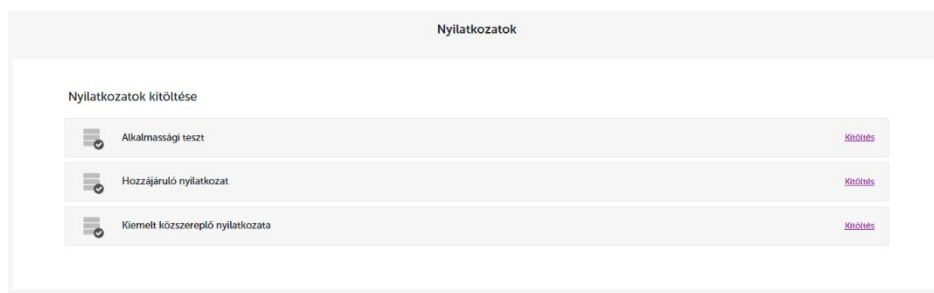 Nyilatkozatok
Nyilatkozatok kitöltése
Alkalmassági teszt Kitöltés
Hozzájáruló nyilatkozat Kitöltés
Kiemelt közszereplő nyilatkozata Kitöltés